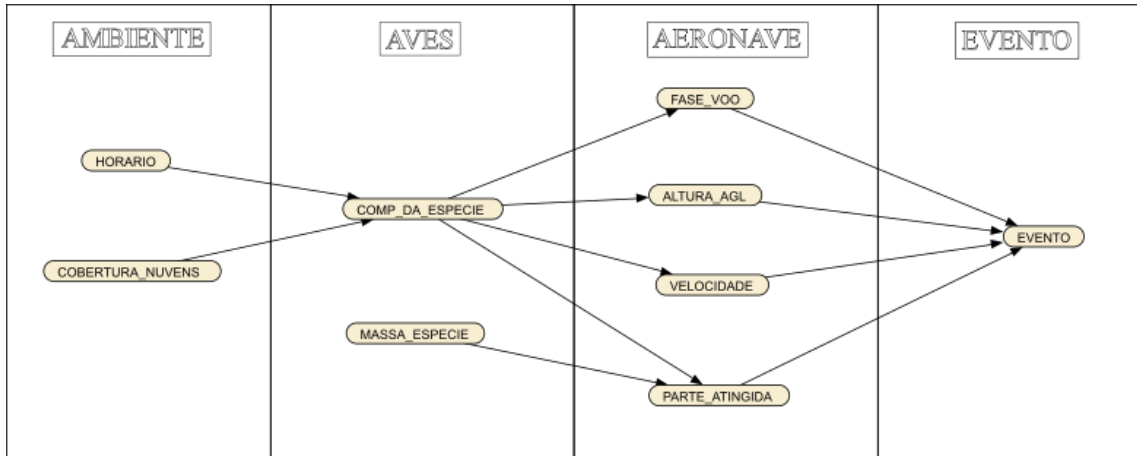 AMBIENTE
AVES
AERONAVE
EVENTO
FASE_VOO
HORARIO
ALTURA_AGL
COMP_DA_ESPECIE
EVENTO
COBERTURA_NUVENS
VELOCIDADE
MASSA_ESPECIE
PARTE_ATINGIDA